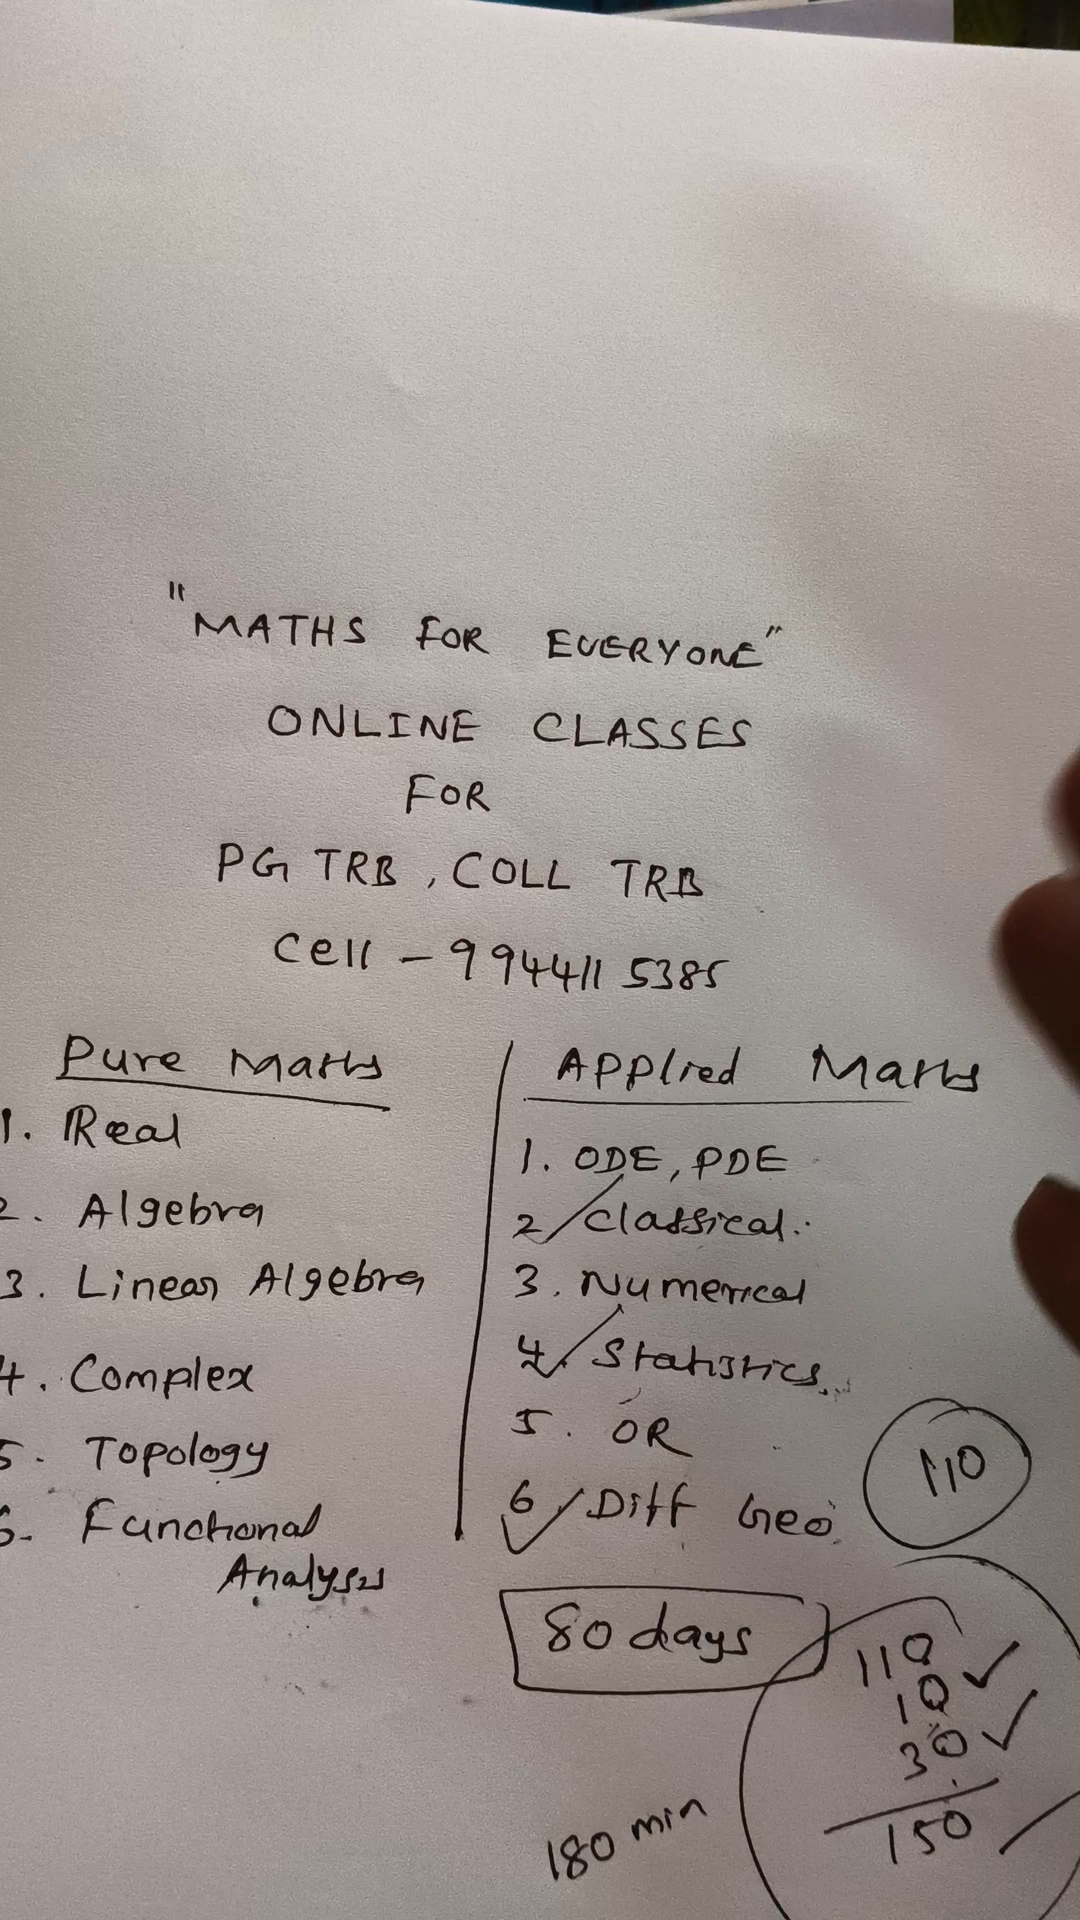 "MATHS FOR EVERYONE"
ONLINE CLASSES
FOR
PG TRB, COLL TRB
Cell - 9944115385
Pure Maths
1. Real
2. Algebra
3. Linear Algebra
4. Complex
5. Topology
6. Functional
Analysis
Applied Maths
1. ODE, PDE
2 Classical.
3. Numerical
4. Statistics
5. OR
6 Diff Geo
110
80 days
110
10
30
150
180 min